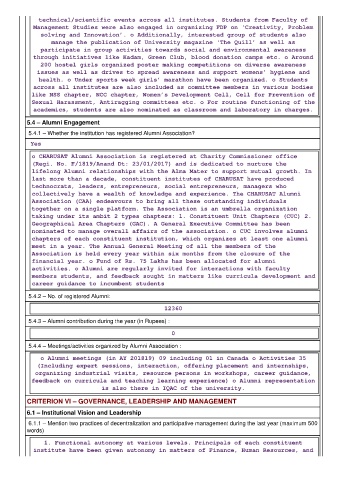 technical/scientific events across all institutes. Students from Faculty of
Management Studies were also engaged in organising FDP on 'Creativity, Problem
solving and Innovation'. o Additionally, interested group of students also
manage the publication of University magazine 'The Quill' as well as
participate in group activities towards social and environmental awareness
through initiatives like Kadam, Green Club, blood donation camps etc. o Around
200 hostel girls organized poster making competitions on diverse awareness
issues as well as drives to spread awareness and support womens' hygiene and
health. o Under sports week girls' marathon have been organized. o Students
across all institutes are also included as committee members in various bodies
like NSS chapter, NCC chapter, Women's Development Cell, Cell for Prevention of
Sexual Harassment, Antiragging committees etc. o For routine functioning of the
academics, students are also nominated as classroom and laboratory in charges.
5.4 – Alumni Engagement
5.4.1 – Whether the institution has registered Alumni Association?
Yes
o CHARUSAT Alumni Association is registered at Charity Commissioner office
(Regi. No. F/1819/Anand Dt: 23/01/2017) and is dedicated to nurture the
lifelong Alumni relationships with the Alma Mater to support mutual growth. In
last more than a decade, constituent institutes of CHARUSAT have produced
technocrats, leaders, entrepreneurs, social entrepreneurs, managers who
collectively have a wealth of knowledge and experience. The CHARUSAT Alumni
Association (CAA) endeavours to bring all these outstanding individuals
together on a single platform. The Association is an umbrella organization
taking under its ambit 2 types chapters: 1. Constituent Unit Chapters (CUC) 2.
Geographical Area Chapters (GAC). A General Executive Committee has been
nominated to manage overall affairs of the association. o CUC involves alumni
chapters of each constituent institution, which organizes at least one alumni
meet in a year. The Annual General Meeting of all the members of the
Association is held every year within six months from the closure of the
financial year. o Fund of Rs. 75 lakhs has been allocated for alumni
activities. o Alumni are regularly invited for interactions with faculty
members students, and feedback sought in matters like curricula development and
career guidance to incumbent students
5.4.2 – No. of registered Alumni:
12360
5.4.3 – Alumni contribution during the year (in Rupees) :
0
5.4.4 – Meetings/activities organized by Alumni Association :
o Alumni meetings (in AY 201819) 09 including 01 in Canada o Activities 35
(Including expert sessions, interaction, offering placement and internships,
organizing industrial visits, resource persons in workshops, career guidance,
feedback on curricula and teaching learning experience) o Alumni representation
is also there in IQAC of the university.
CRITERION VI – GOVERNANCE, LEADERSHIP AND MANAGEMENT
6.1 – Institutional Vision and Leadership
6.1.1 – Mention two practices of decentralization and participative management during the last year (maximum 500
words)
1. Functional autonomy at various levels. Principals of each constituent
institute have been given autonomy in matters of Finance, Human Resources, and